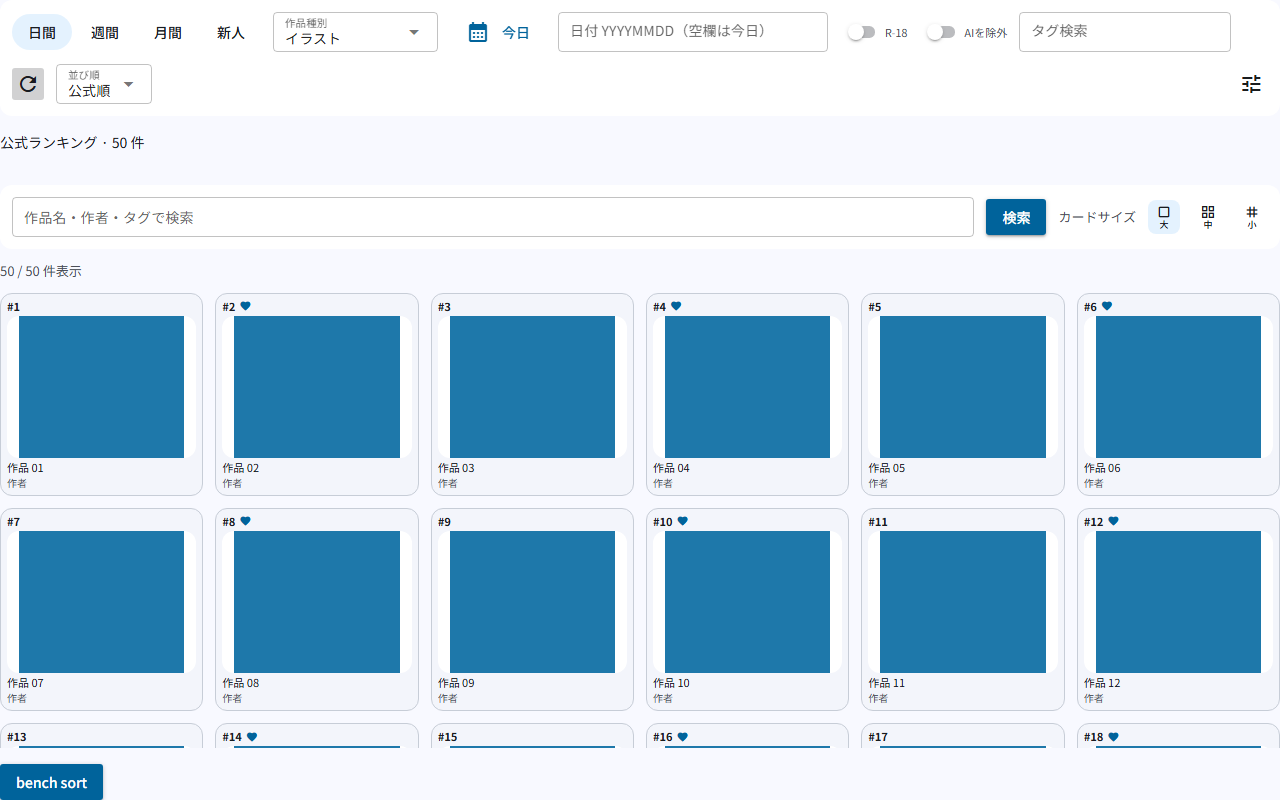 日間 週間 月間 新人 作品種別 イラスト 今日 日付 YYYYMMDD（空欄は今日） R-18 AIを除外 タグ検索
並び順 公式順
公式ランキング · 50 件
作品名・作者・タグで検索 検索 カードサイズ 大 中 小
50 / 50 件表示
#1 #2 #3 #4 #5 #6
作品 01 作品 02 作品 03 作品 04 作品 05 作品 06
作者 作者 作者 作者 作者 作者
#7 #8 #9 #10 #11 #12
作品 07 作品 08 作品 09 作品 10 作品 11 作品 12
作者 作者 作者 作者 作者 作者
#13 #14 #15 #16 #17 #18
bench sort